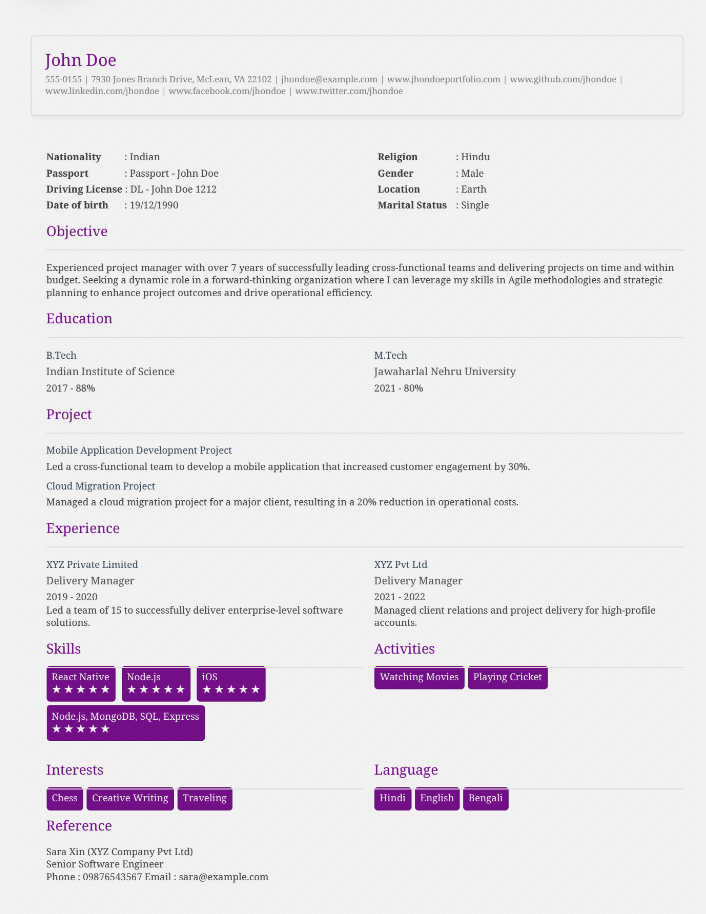 John Doe
555-0155 | 7930 Jones Branch Drive, McLean, VA 22102 | jhondoe@example.com | www.jhondoeportfolio.com | www.github.com/jhondoe |
www.linkedin.com/jhondoe | www.facebook.com/jhondoe | www.twitter.com/jhondoe
Nationality : Indian
Passport : Passport - John Doe
Driving License : DL - John Doe 1212
Date of birth : 19/12/1990
Religion : Hindu
Gender : Male
Location : Earth
Marital Status : Single
Objective
Experienced project manager with over 7 years of successfully leading cross-functional teams and delivering projects on time and within
budget. Seeking a dynamic role in a forward-thinking organization where I can leverage my skills in Agile methodologies and strategic
planning to enhance project outcomes and drive operational efficiency.
Education
B.Tech
Indian Institute of Science
2017 - 88%
M.Tech
Jawaharlal Nehru University
2021 - 80%
Project
Mobile Application Development Project
Led a cross-functional team to develop a mobile application that increased customer engagement by 30%.
Cloud Migration Project
Managed a cloud migration project for a major client, resulting in a 20% reduction in operational costs.
Experience
XYZ Private Limited
Delivery Manager
2019 - 2020
Led a team of 15 to successfully deliver enterprise-level software
solutions.
XYZ Pvt Ltd
Delivery Manager
2021 - 2022
Managed client relations and project delivery for high-profile
accounts.
Skills
React Native
★★★★★
Node.js
★★★★★
iOS
★★★★★
Node.js, MongoDB, SQL, Express
★★★★★
Activities
Watching Movies
Playing Cricket
Interests
Chess
Creative Writing
Traveling
Language
Hindi
English
Bengali
Reference
Sara Xin (XYZ Company Pvt Ltd)
Senior Software Engineer
Phone : 09876543567 Email : sara@example.com